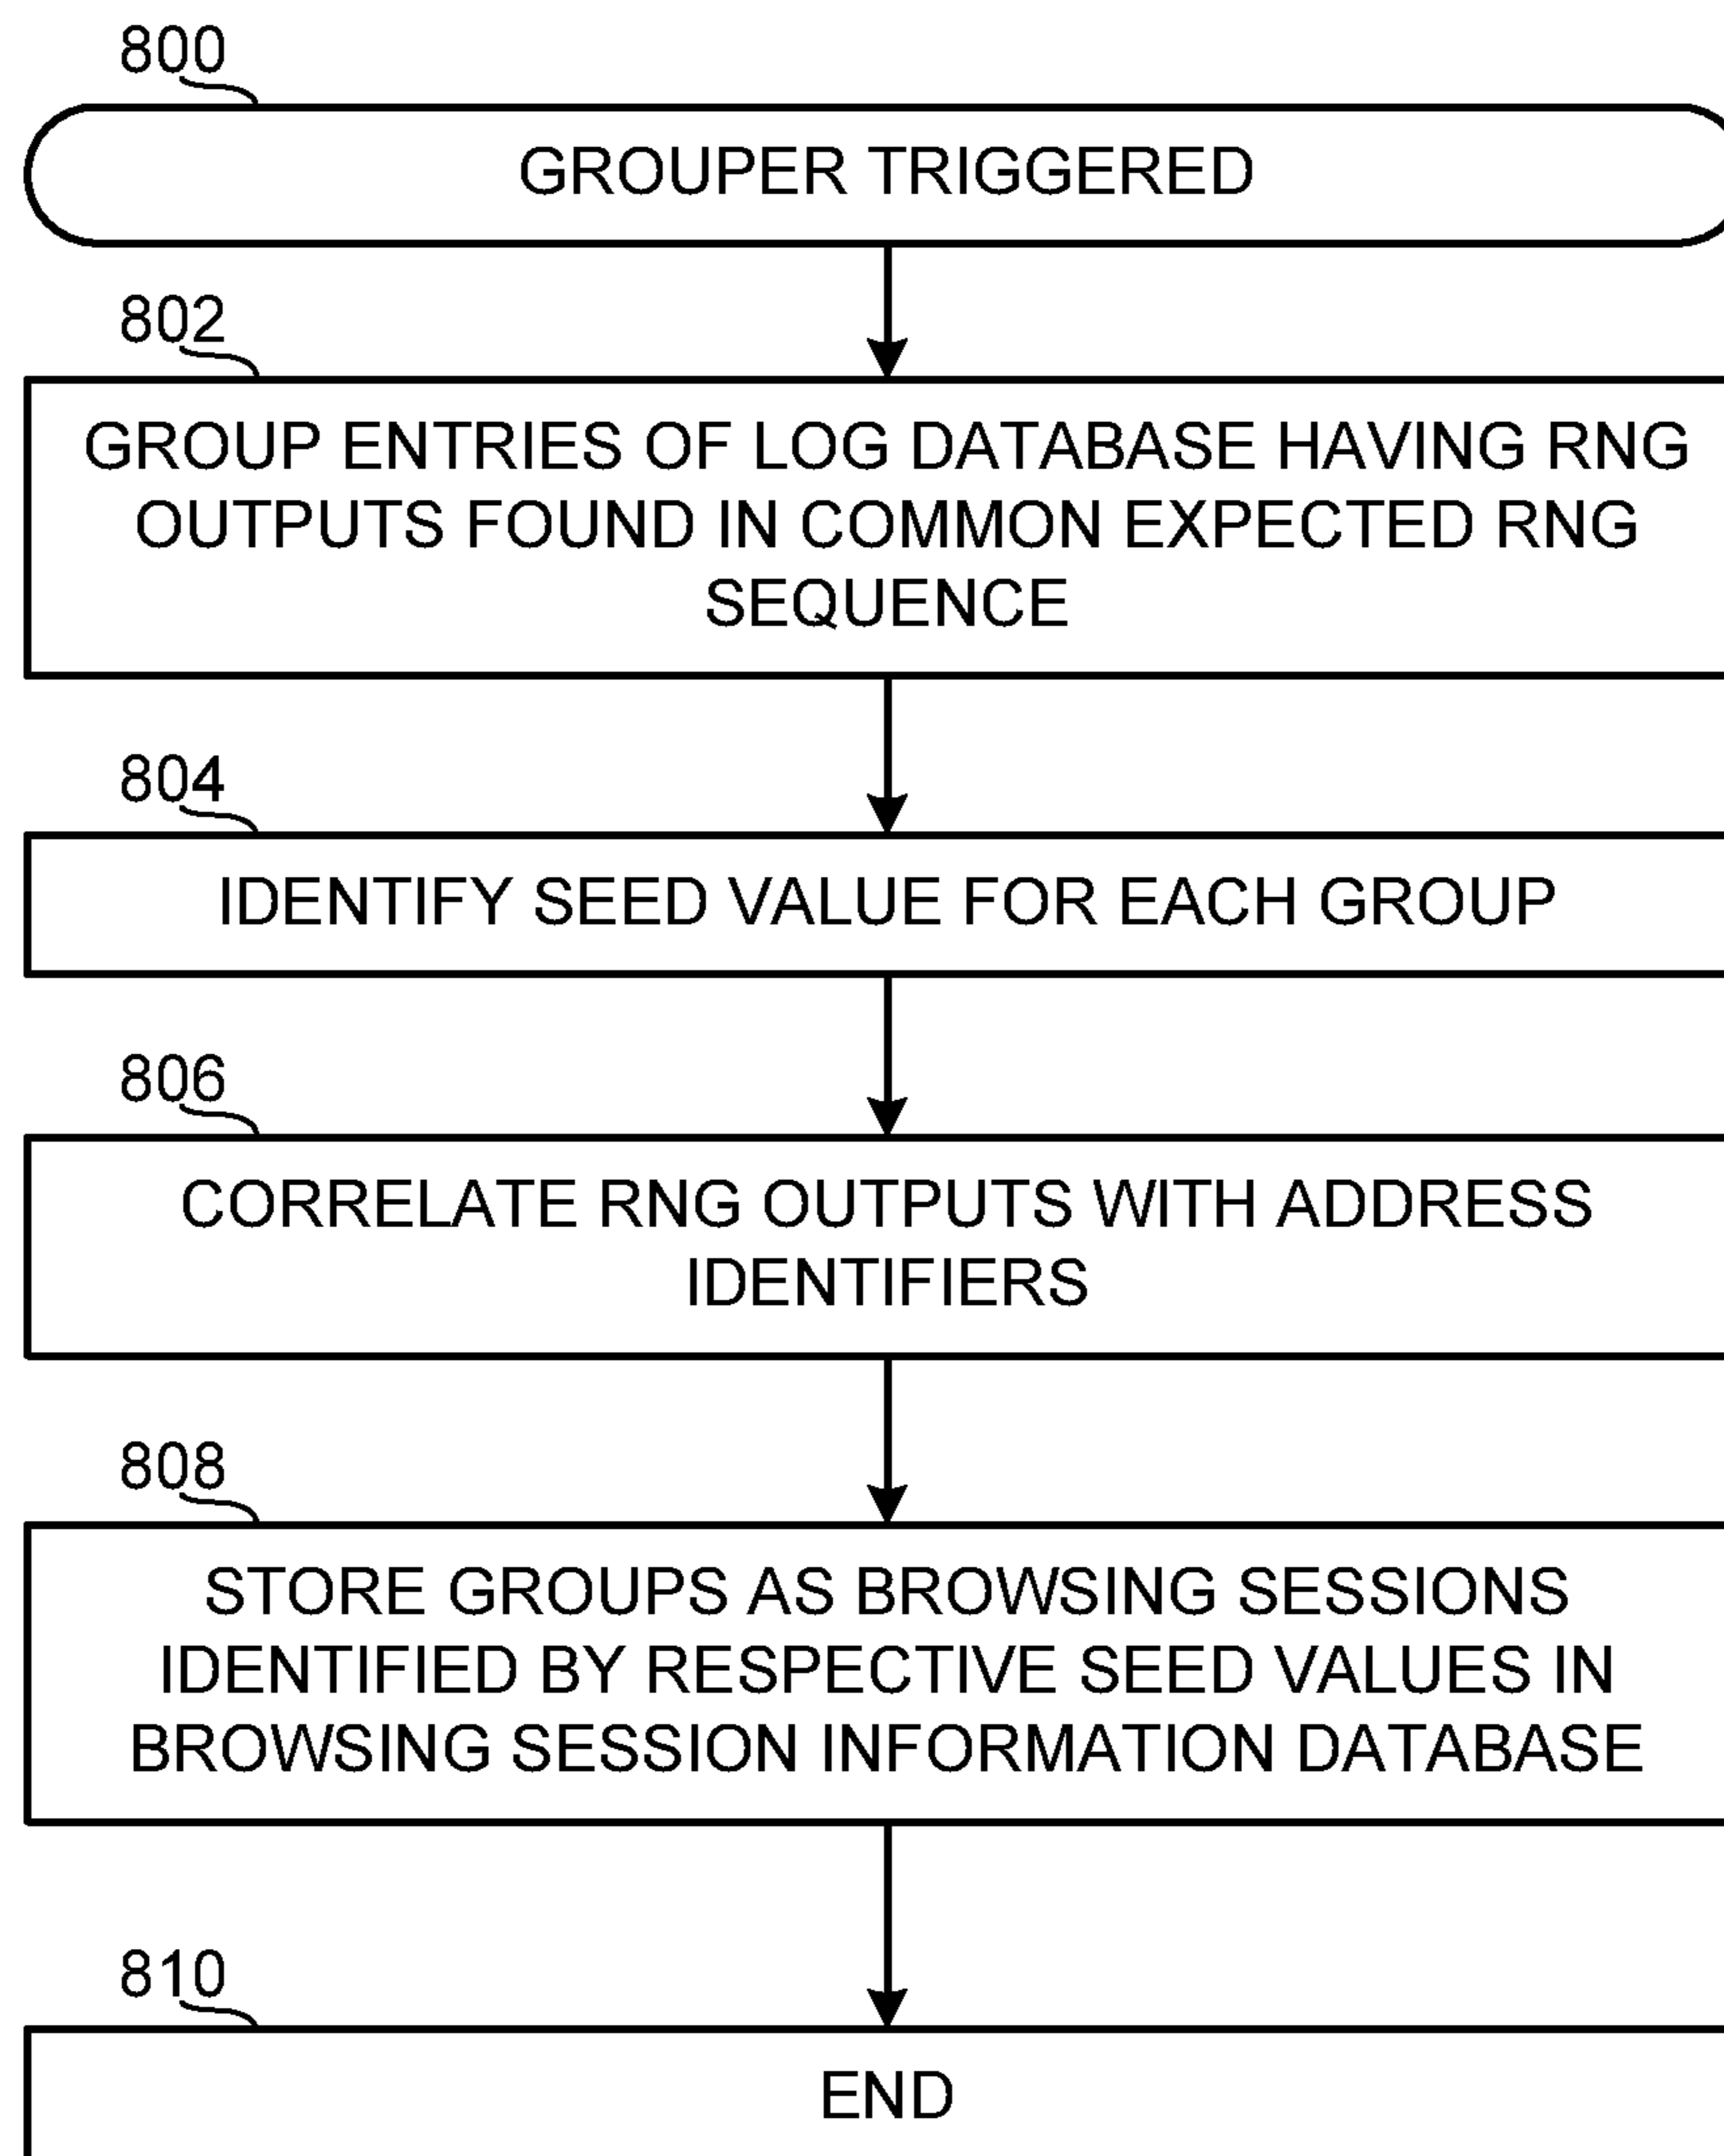 800
GROUPER TRIGGERED
802
GROUP ENTRIES OF LOG DATABASE HAVING RNG
OUTPUTS FOUND IN COMMON EXPECTED RNG
SEQUENCE
804
IDENTIFY SEED VALUE FOR EACH GROUP
806
CORRELATE RNG OUTPUTS WITH ADDRESS
IDENTIFIERS
808
STORE GROUPS AS BROWSING SESSIONS
IDENTIFIED BY RESPECTIVE SEED VALUES IN
BROWSING SESSION INFORMATION DATABASE
810
END